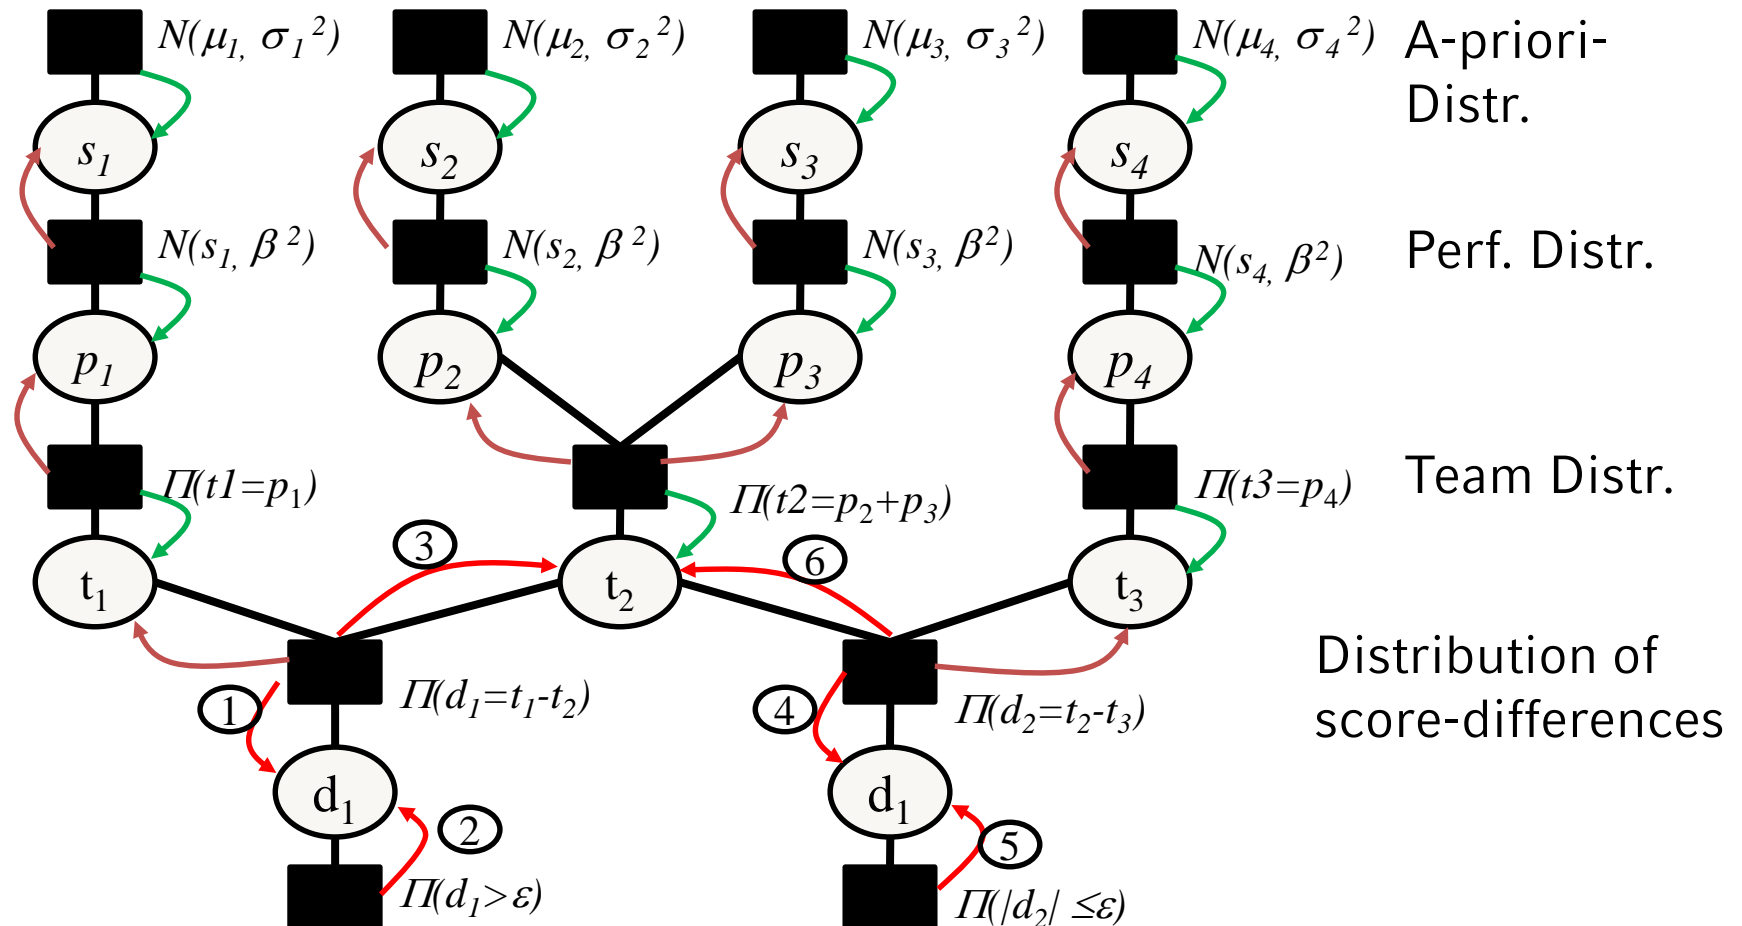 N(μ1, σ1²) N(μ2, σ2²) N(μ3, σ3²) N(μ4, σ4²) A-priori-
Distr.
s1 s2 s3 s4
N(s1, β²) N(s2, β²) N(s3, β²) N(s4, β²) Perf. Distr.
p1 p2 p3 p4
Π(t1=p1) Π(t2=p2+p3) Π(t3=p4) Team Distr.
3 6
t1 t2 t3
Distribution of
score-differences
1 Π(d1=t1-t2) 4 Π(d2=t2-t3)
d1 d1
2 5
Π(d1>ε) Π(|d2| ≤ε)